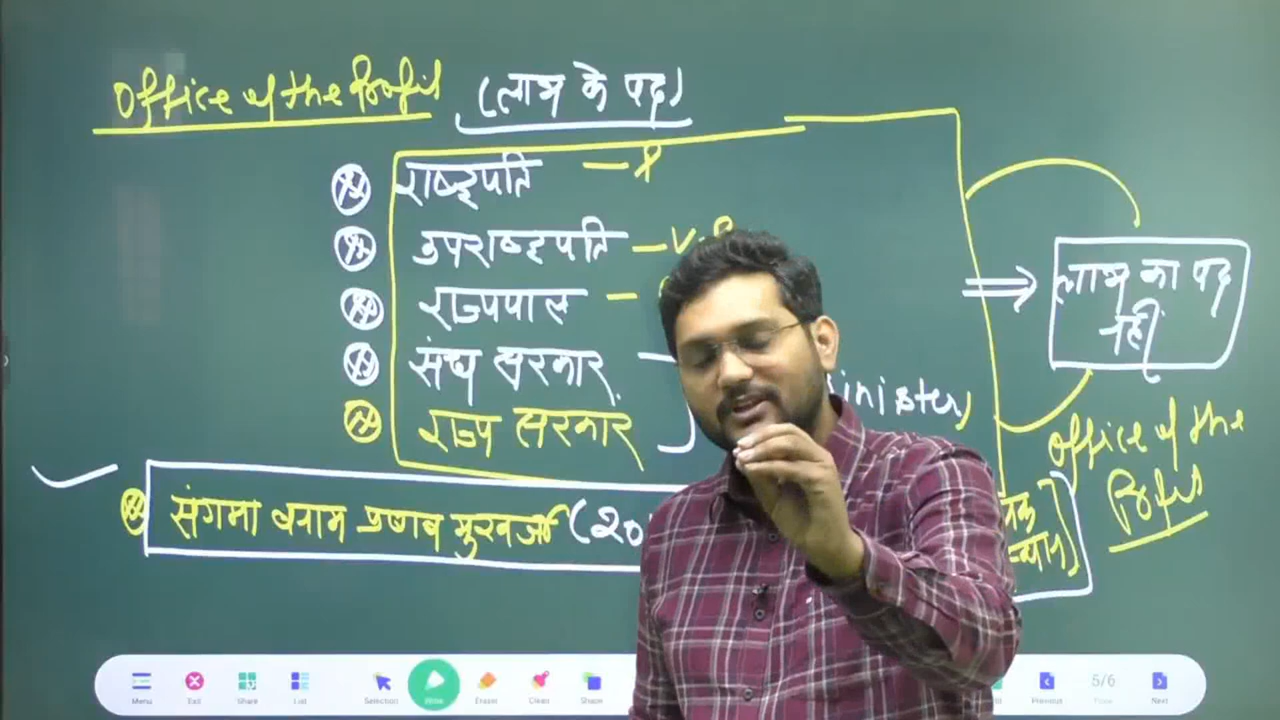 Office of the Profit (लाभ के पद)
राष्ट्रपति – P
उपराष्ट्रपति – V.P
राज्यपाल –
संघ सरकार
राज्य सरकार
inister)
लाभ का पद
नहीं
Office of the
Profit
संगमा बनाम प्रणब मुखर्जी (20
Menu
Exit
Share
List
Selection
Write
Eraser
Clean
Shape
Previous
5/6
Next